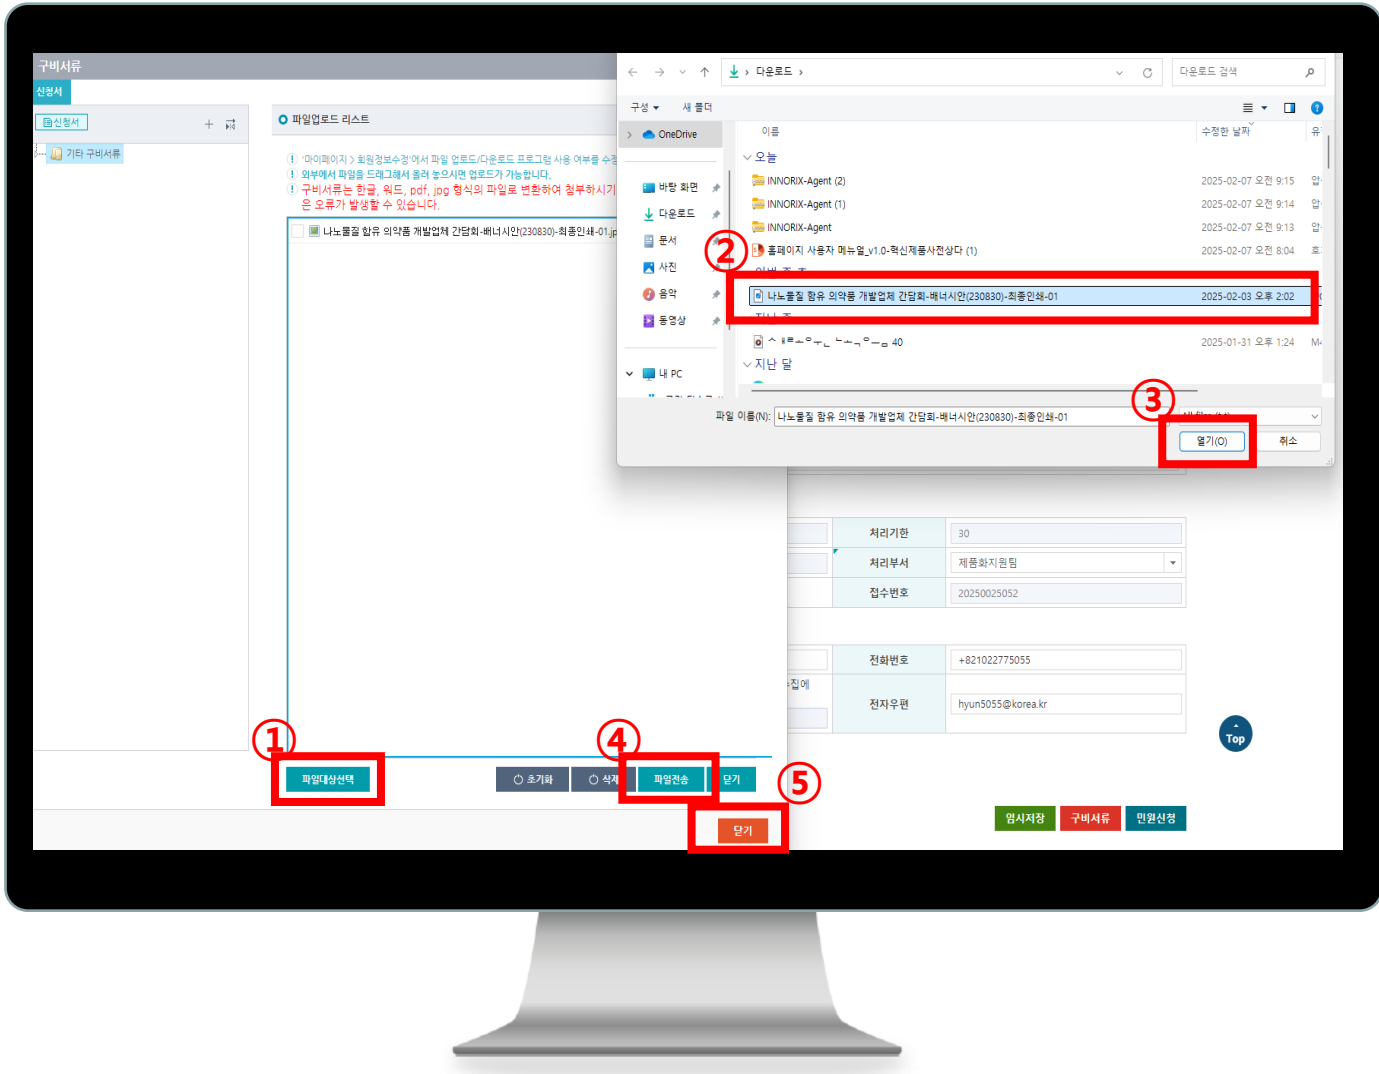 구비서류
신청서
신청서
기타 구비서류
파일업로드 리스트
'마이페이지 > 회원정보수정'에서 파일 업로드/다운로드 프로그램 사용 여부를 수정
외부에서 파일을 드래그해서 올려 놓으시면 업로드가 가능합니다.
구비서류는 한글, 워드, pdf, jpg 형식의 파일로 변환하여 첨부하시기
은 오류가 발생할 수 있습니다.
나노물질 함유 의약품 개발업체 간담회-배너시안(230830)-최종인쇄-01.jp
①
파일대상선택
초기화
삭제
④
파일전송
닫기
⑤
닫기
다운로드
다운로드 검색
구성
새 폴더
OneDrive
바탕 화면
다운로드
문서
사진
음악
동영상
내 PC
이름
수정한 날짜
유
오늘
INNORIX-Agent (2)
2025-02-07 오전 9:15
압
INNORIX-Agent (1)
2025-02-07 오전 9:14
압
INNORIX-Agent
2025-02-07 오전 9:13
압
②
홈페이지 사용자 메뉴얼_v1.0-혁신제품사전상다 (1)
2025-02-07 오전 8:04
나노물질 함유 의약품 개발업체 간담회-배너시안(230830)-최종인쇄-01
2025-02-03 오후 2:02
40
2025-01-31 오후 1:24
M4
지난 달
③
파일 이름(N):
나노물질 함유 의약품 개발업체 간담회-배너시안(230830)-최종인쇄-01
열기(O)
취소
처리기한
30
처리부서
제품화지원팀
접수번호
20250025052
전화번호
+821022775055
수집에
전자우편
hyun5055@korea.kr
Top
임시저장
구비서류
민원신청